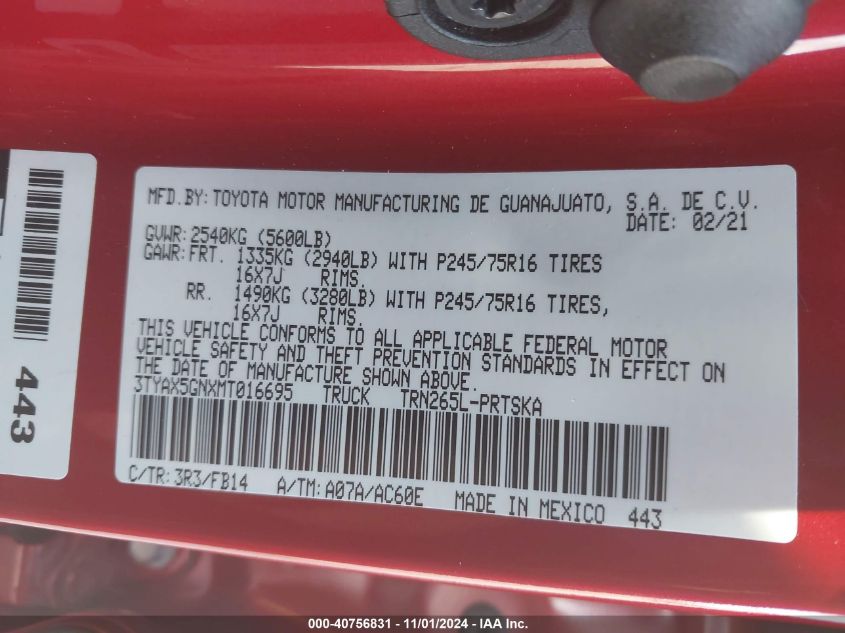 MFD.BY: TOYOTA MOTOR MANUFACTURING DE GUANAJUATO, S.A. DE C.V.
DATE: 02/21
GVWR: 2540KG (5600LB)
GAWR: FRT. 1335KG (2940LB) WITH P245/75R16 TIRES
16X7J RIMS.
RR. 1490KG (3280LB) WITH P245/75R16 TIRES,
16X7J RIMS.
THIS VEHICLE CONFORMS TO ALL APPLICABLE FEDERAL MOTOR
VEHICLE SAFETY AND THEFT PREVENTION STANDARDS IN EFFECT ON
THE DATE OF MANUFACTURE SHOWN ABOVE.
3TYAX5GNXMT016695 TRUCK TRN265L-PRTSKA
C/TR: 3R3/FB14 A/TM: A07A/AC60E MADE IN MEXICO 443
443
000-40756831 - 11/01/2024 - IAA, Inc.